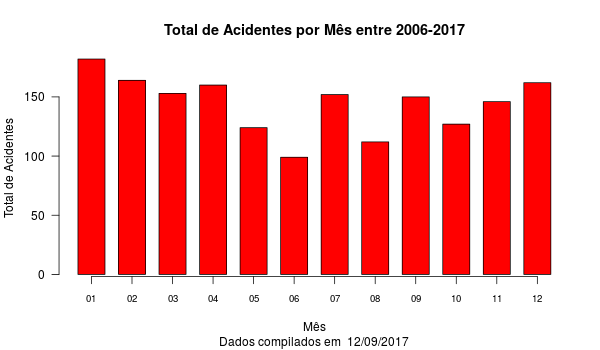 Total de Acidentes por Mês entre 2006-2017
Total de Acidentes
150
100
50
0
01 02 03 04 05 06 07 08 09 10 11 12
Mês
Dados compilados em  12/09/2017